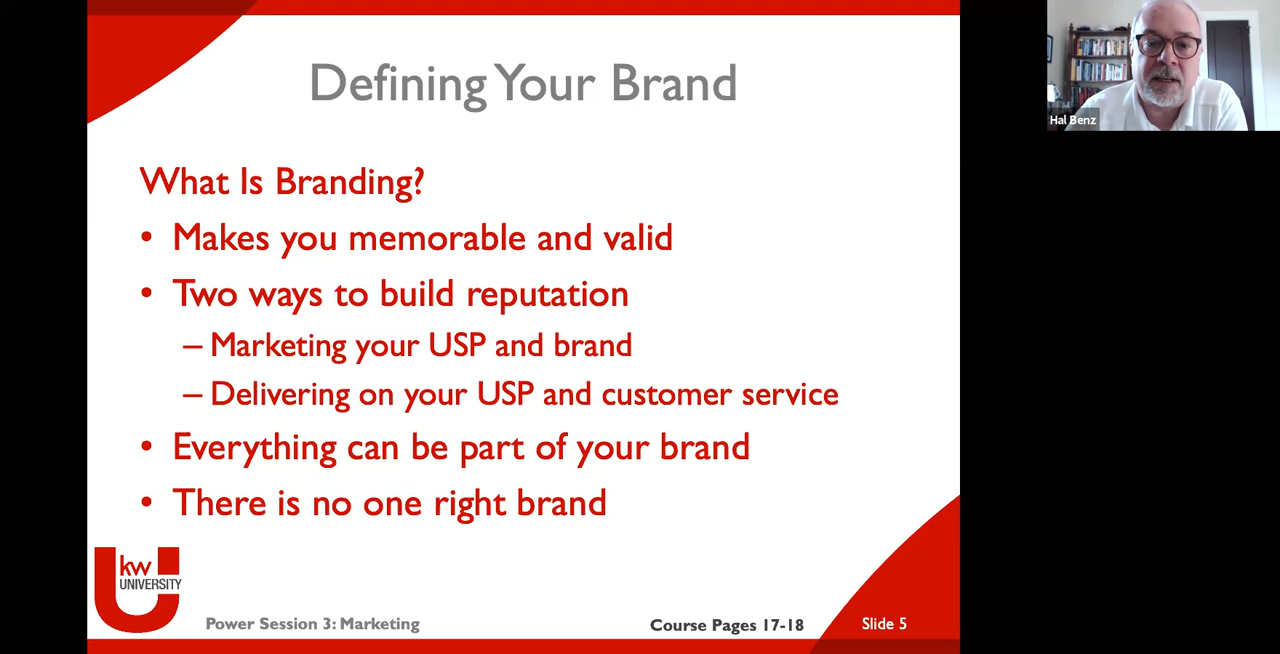 Defining Your Brand
What Is Branding?
• Makes you memorable and valid
• Two ways to build reputation
– Marketing your USP and brand
– Delivering on your USP and customer service
• Everything can be part of your brand
• There is no one right brand
kw
UNIVERSITY
Power Session 3: Marketing
Course Pages 17-18
Slide 5
Hal Benz